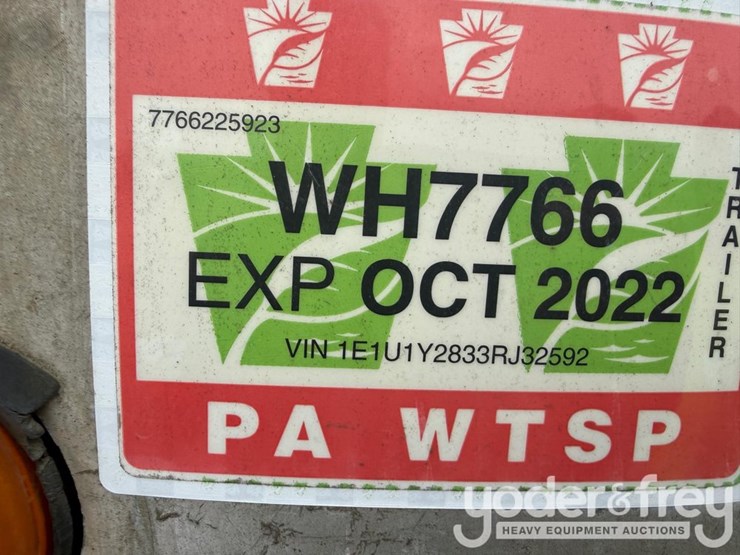 7766225923
WH7766
EXP OCT 2022
VIN 1E1U1Y2833RJ32592
TRAILER
PA WTSP
yoder&frey
HEAVY EQUIPMENT AUCTIONS